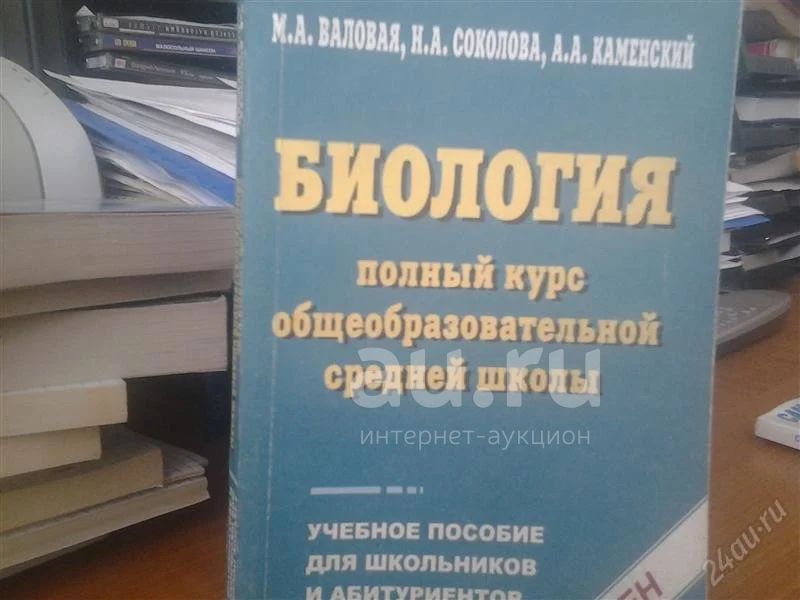 М.А. ВАЛОВАЯ, Н.А. СОКОЛОВА, А.А. КАМЕНСКИЙ
БИОЛОГИЯ
ПОЛНЫЙ КУРС
общеобразовательной
средней школы
au.ru
интернет-аукцион
УЧЕБНОЕ ПОСОБИЕ
ДЛЯ ШКОЛЬНИКОВ
И АБИТУРИЕНТОВ
24au.ru